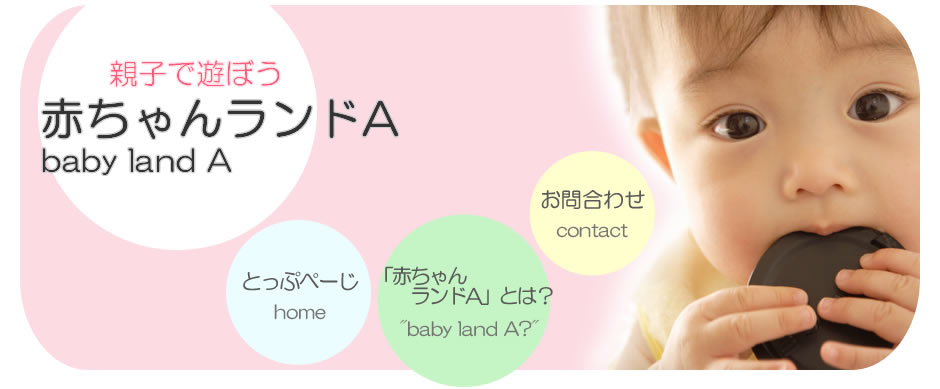 親子で遊ぼう
赤ちゃんランドA
baby land A
お問合わせ
contact
とっぷぺーじ
home
「赤ちゃん
ランドA」とは?
"baby land A?"